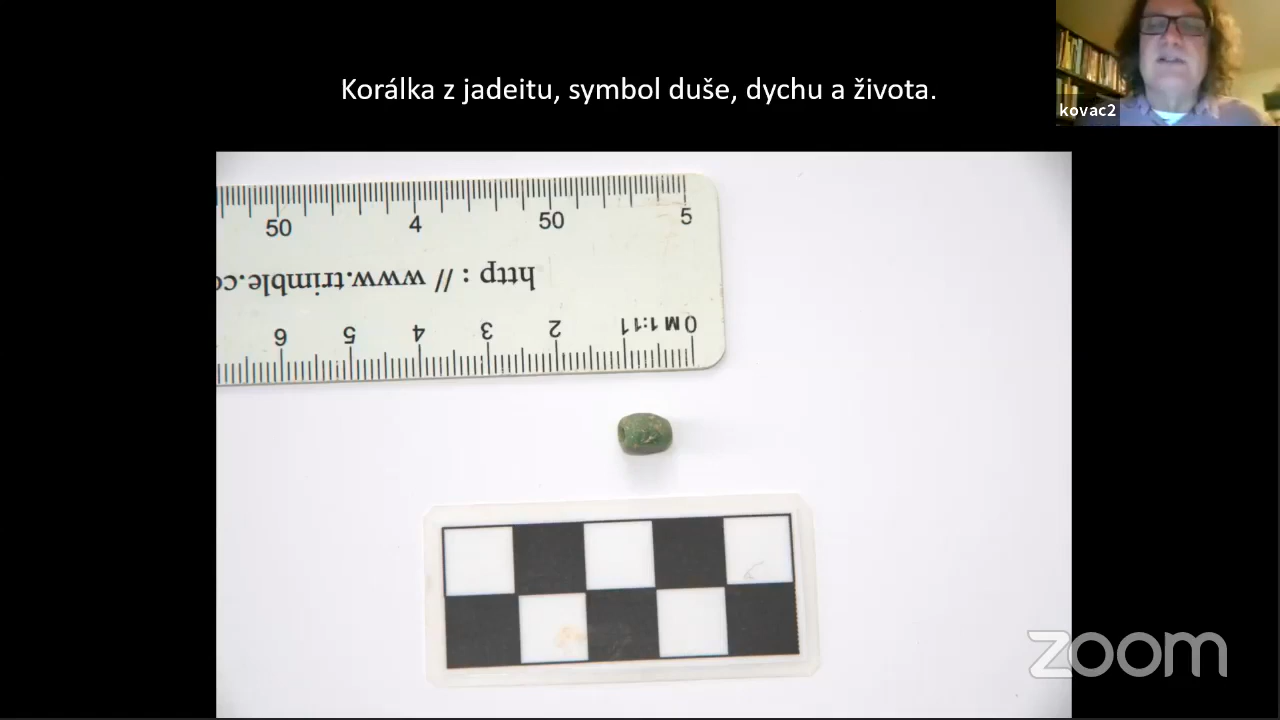 Korálka z jadeitu, symbol duše, dychu a života.
kovac2
50 4 50 5
http : // www.trimble.co
6 5 4 3 2 1:1 M 0
zoom